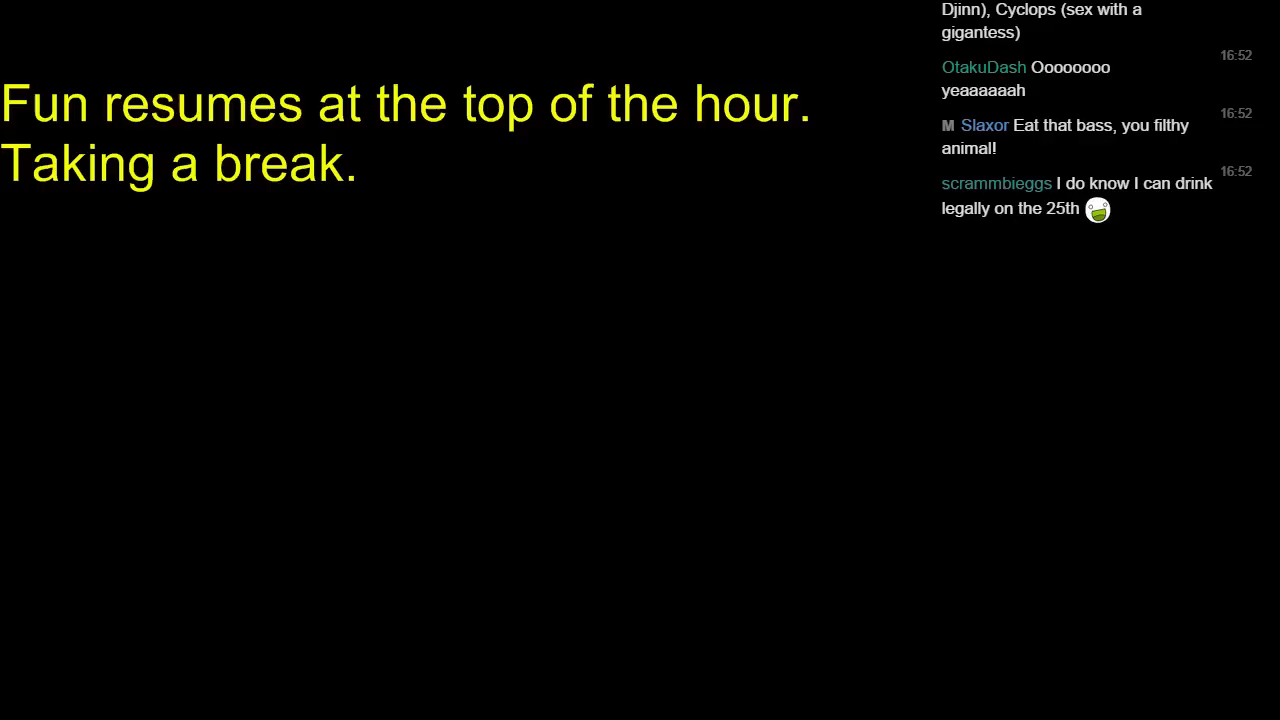 Fun resumes at the top of the hour.
Taking a break.
Djinn), Cyclops (sex with a
gigantess)
16:52
OtakuDash Oooooooo
yeaaaaaah
16:52
M Slaxor Eat that bass, you filthy
animal!
16:52
scrammbieggs I do know I can drink
legally on the 25th